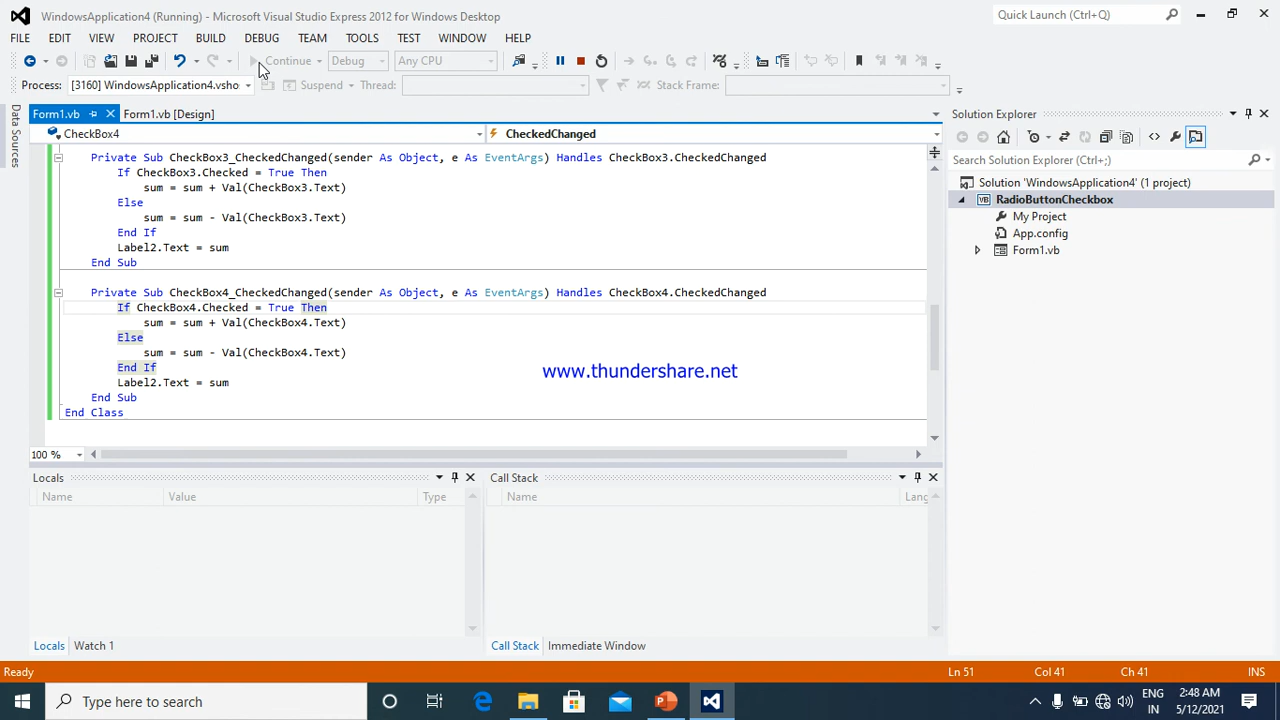 WindowsApplication4 (Running) - Microsoft Visual Studio Express 2012 for Windows Desktop
Quick Launch (Ctrl+Q)
FILE EDIT VIEW PROJECT BUILD DEBUG TEAM TOOLS TEST WINDOW HELP
Continue Debug Any CPU
Process: [3160] WindowsApplication4.vsho Suspend Thread: Stack Frame:
Form1.vb Form1.vb [Design]
Solution Explorer
CheckBox4 CheckedChanged
Search Solution Explorer (Ctrl+;)
Data Sources
Solution 'WindowsApplication4' (1 project)
RadioButtonCheckbox
My Project
App.config
Form1.vb
Private Sub CheckBox3_CheckedChanged(sender As Object, e As EventArgs) Handles CheckBox3.CheckedChanged
If CheckBox3.Checked = True Then
sum = sum + Val(CheckBox3.Text)
Else
sum = sum - Val(CheckBox3.Text)
End If
Label2.Text = sum
End Sub
Private Sub CheckBox4_CheckedChanged(sender As Object, e As EventArgs) Handles CheckBox4.CheckedChanged
If CheckBox4.Checked = True Then
sum = sum + Val(CheckBox4.Text)
Else
sum = sum - Val(CheckBox4.Text)
End If
Label2.Text = sum
End Sub
End Class
www.thundershare.net
100 %
Locals
Name Value Type
Call Stack
Name Lang
Locals Watch 1
Call Stack Immediate Window
Ready Ln 51 Col 41 Ch 41 INS
Type here to search
ENG
IN
2:48 AM
5/12/2021